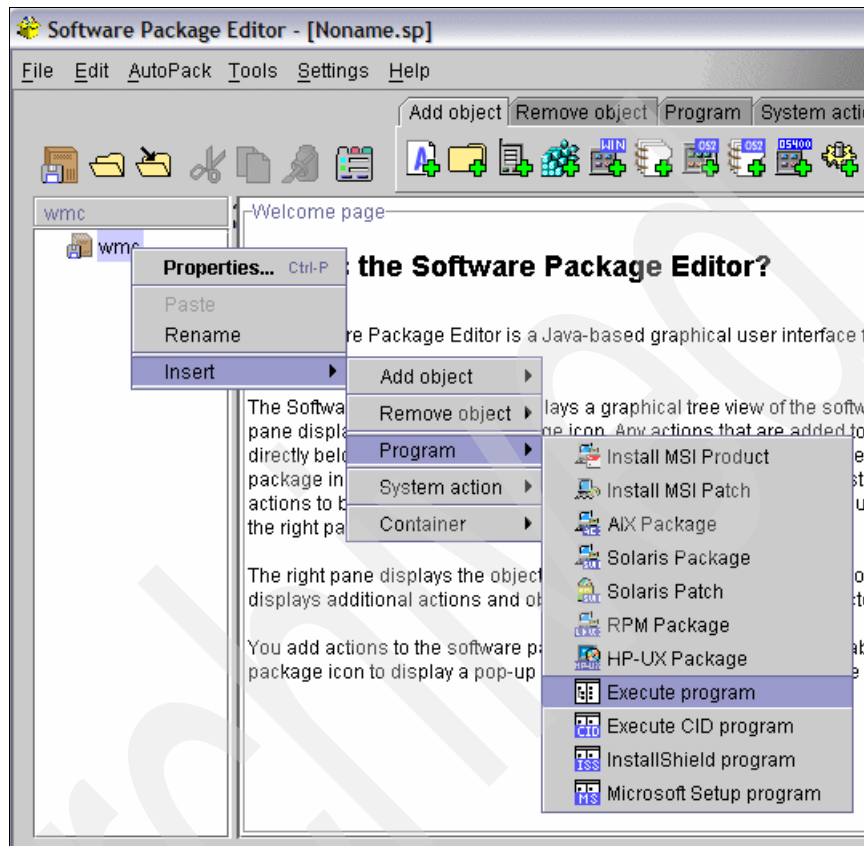 Software Package Editor - [Noname.sp]
File Edit AutoPack Tools Settings Help
Add object Remove object Program System acti
WIN OS2 OS2 OS400
wmc
Welcome page
wmc
Properties... Ctrl-P
the Software Package Editor?
Paste
Rename
re Package Editor is a Java-based graphical user interface
Insert
Add object
Remove object
Program
System action
Container
The Softwa lays a graphical tree view of the softw
pane displa ge icon. Any actions that are added to
directly belo
package in
actions to b
the right pa
Install MSI Product
Install MSI Patch
AIX Package
Solaris Package
Solaris Patch
RPM Package
HP-UX Package
Execute program
Execute CID program
InstallShield program
Microsoft Setup program
The right pane displays the object
displays additional actions and ob
You add actions to the software pa
package icon to display a pop-up